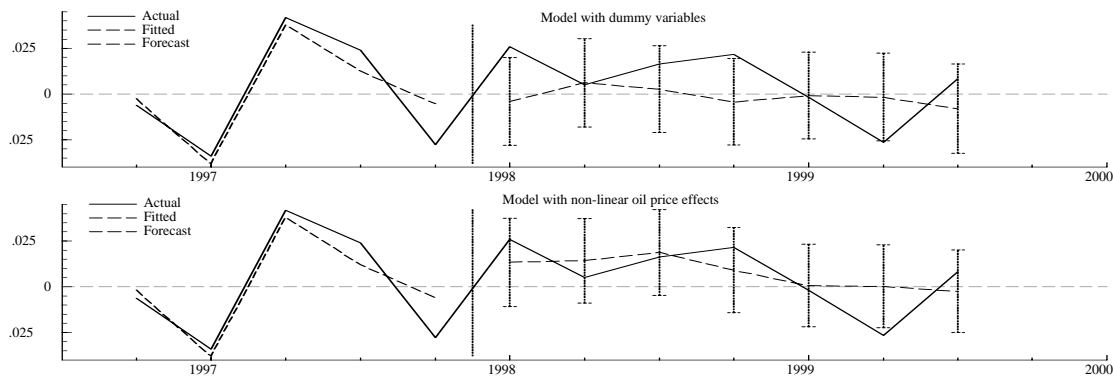 Actual
Model with dummy variables
Fitted
Forecast
.025
0
.025
1997
1998
1999
2000
Model with non-linear oil price effects
Actual
Fitted
Forecast
.025
0
.025
1997
1998
1999
2000